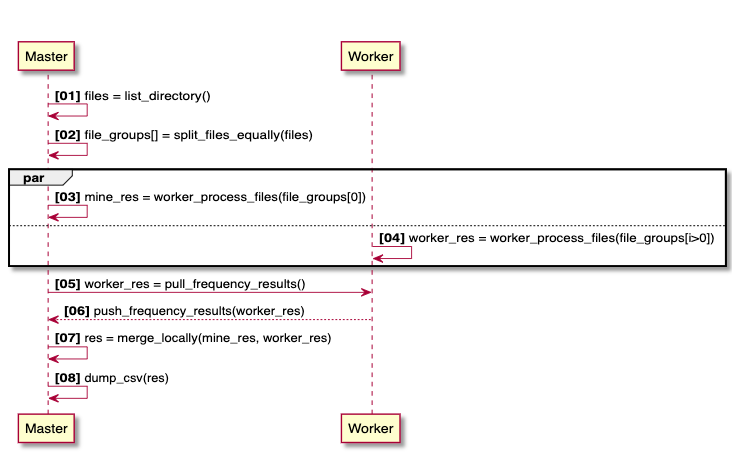 Master Worker
[01] files = list_directory()
[02] file_groups[] = split_files_equally(files)
par
[03] mine_res = worker_process_files(file_groups[0])
[04] worker_res = worker_process_files(file_groups[i>0])
[05] worker_res = pull_frequency_results()
[06] push_frequency_results(worker_res)
[07] res = merge_locally(mine_res, worker_res)
[08] dump_csv(res)
Master Worker